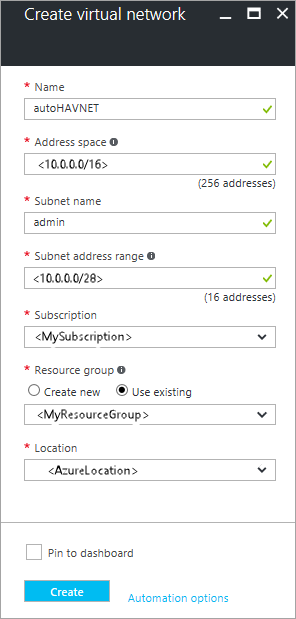 Create virtual network
* Name
autoHAVNET
* Address space
<10.0.0.0/16>
(256 addresses)
* Subnet name
admin
* Subnet address range
<10.0.0.0/28>
(16 addresses)
* Subscription
<MySubscription>
* Resource group
Create new Use existing
<MyResourceGroup>
* Location
<AzureLocation>
Pin to dashboard
Create Automation options